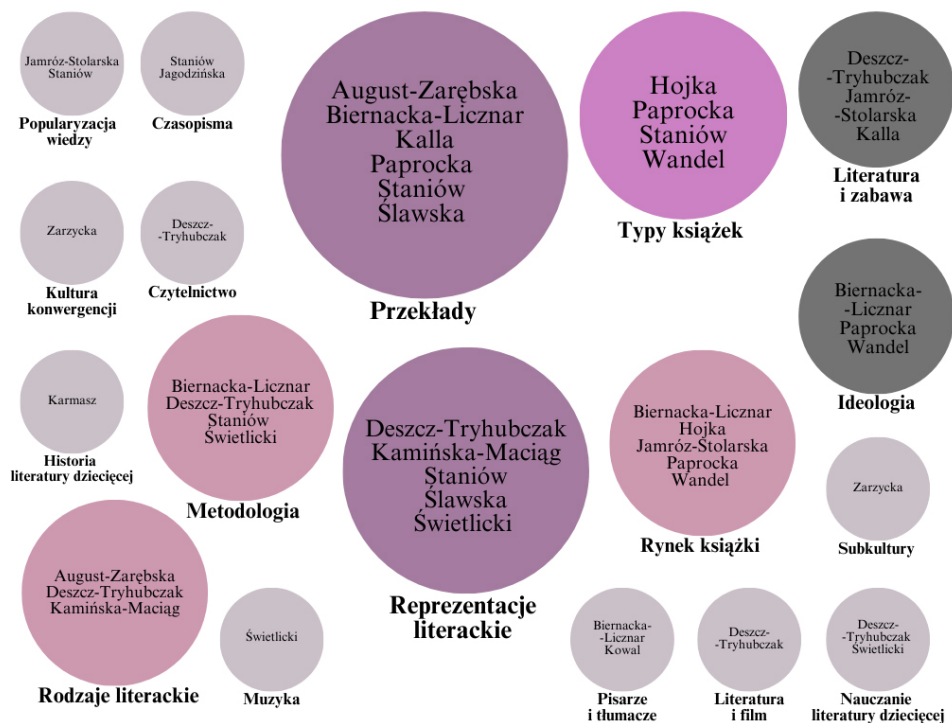 Jamróz-Stolarska
Staniów
Popularyzacja
wiedzy
Staniów
Jagodzińska
Czasopisma
August-Zarębska
Biernacka-Licznar
Kalla
Paprocka
Staniów
Ślawska
Przekłady
Hojka
Paprocka
Staniów
Wandel
Typy książek
Deszcz-
-Tryhubczak
Jamróz-
-Stolarska
Kalla
Literatura
i zabawa
Zarzycka
Kultura
konwergencji
Deszcz-
-Tryhubczak
Czytelnictwo
Biernacka-
-Licznar
Paprocka
Wandel
Ideologia
Karmasz
Historia
literatury dziecięcej
Biernacka-Licznar
Deszcz-Tryhubczak
Staniów
Świetlicki
Metodologia
Deszcz-Tryhubczak
Kamińska-Maciąg
Staniów
Ślawska
Świetlicki
Reprezentacje
literackie
Biernacka-Licznar
Hojka
Jamróz-Stolarska
Paprocka
Wandel
Rynek książki
Zarzycka
Subkultury
August-Zarębska
Deszcz-Tryhubczak
Kamińska-Maciąg
Rodzaje literackie
Świetlicki
Muzyka
Biernacka-
-Licznar
Kowal
Pisarze
i tłumacze
Deszcz-
-Tryhubczak
Literatura
i film
Deszcz-
-Tryhubczak
Świetlicki
Nauczanie
literatury dziecięcej